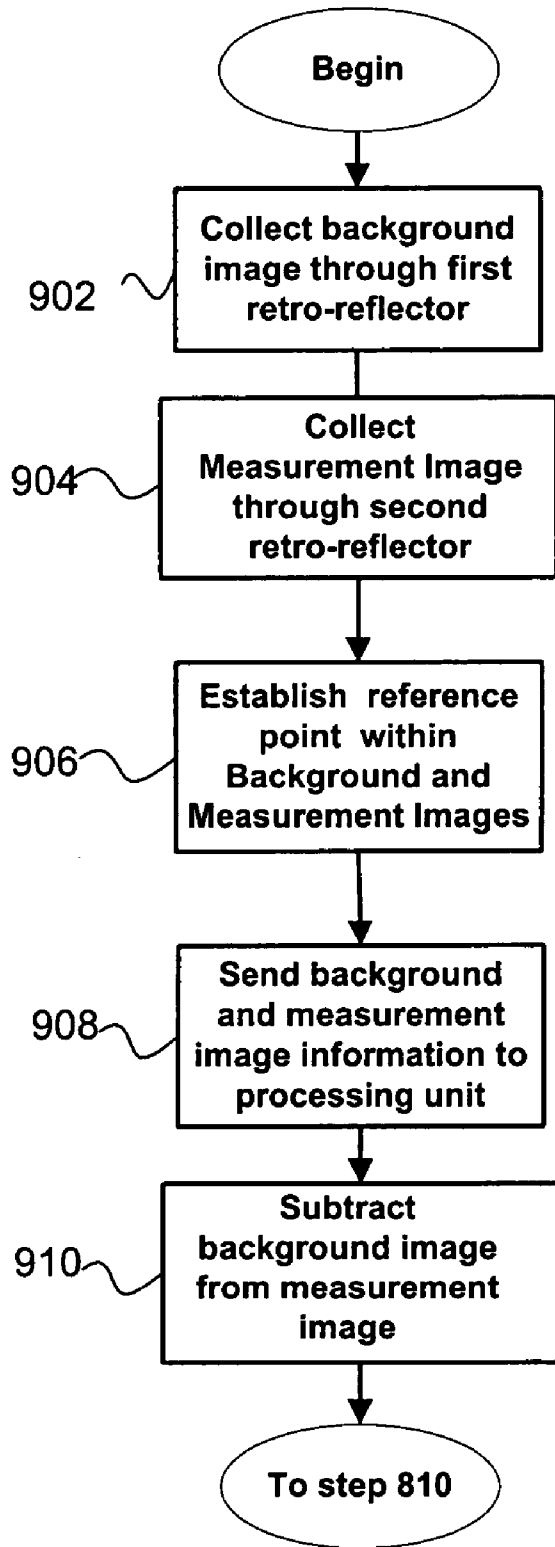 Begin
902
Collect background
image through first
retro-reflector
904
Collect
Measurement Image
through second
retro-reflector
906
Establish reference
point within
Background and
Measurement Images
908
Send background
and measurement
image information to
processing unit
910
Subtract
background image
from measurement
image
To step 810